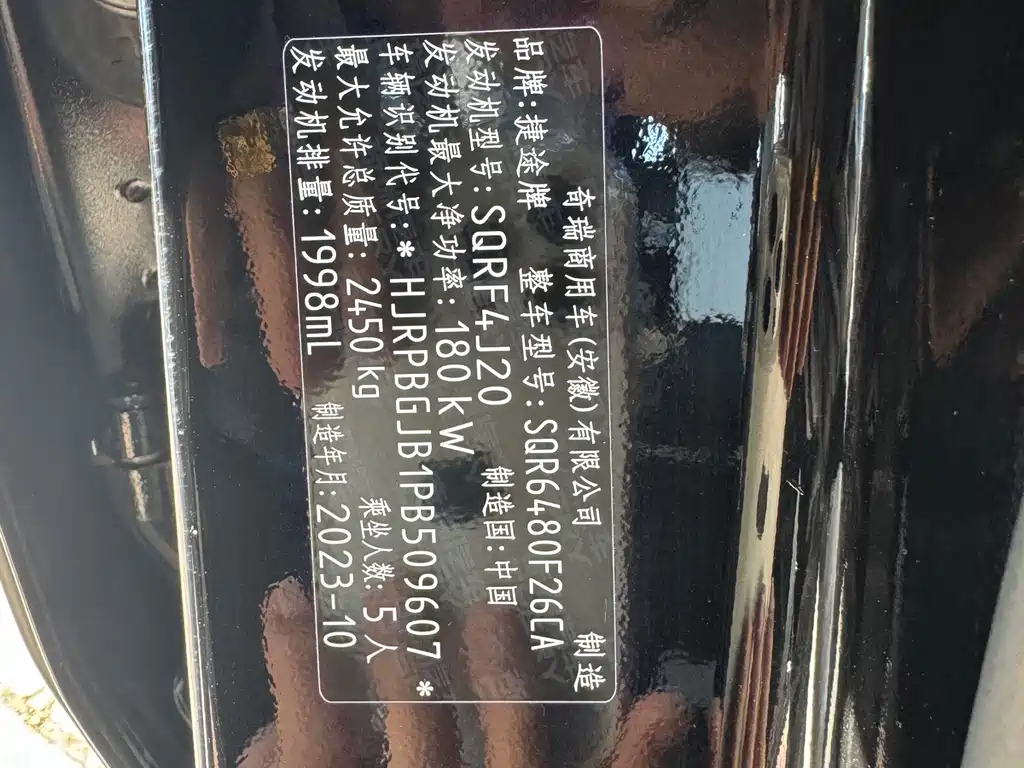 奇瑞商用车(安徽)有限公司 制造
品牌:捷途牌 整车型号:SQR6480F26CA
发动机型号:SQRF4J20 制造国:中国
发动机最大净功率:180kW
车辆识别代号:*HJRPBGJB1PB509607*
最大允许总质量:2450kg 乘坐人数:5人
发动机排量:1998mL 制造年月:2023-10